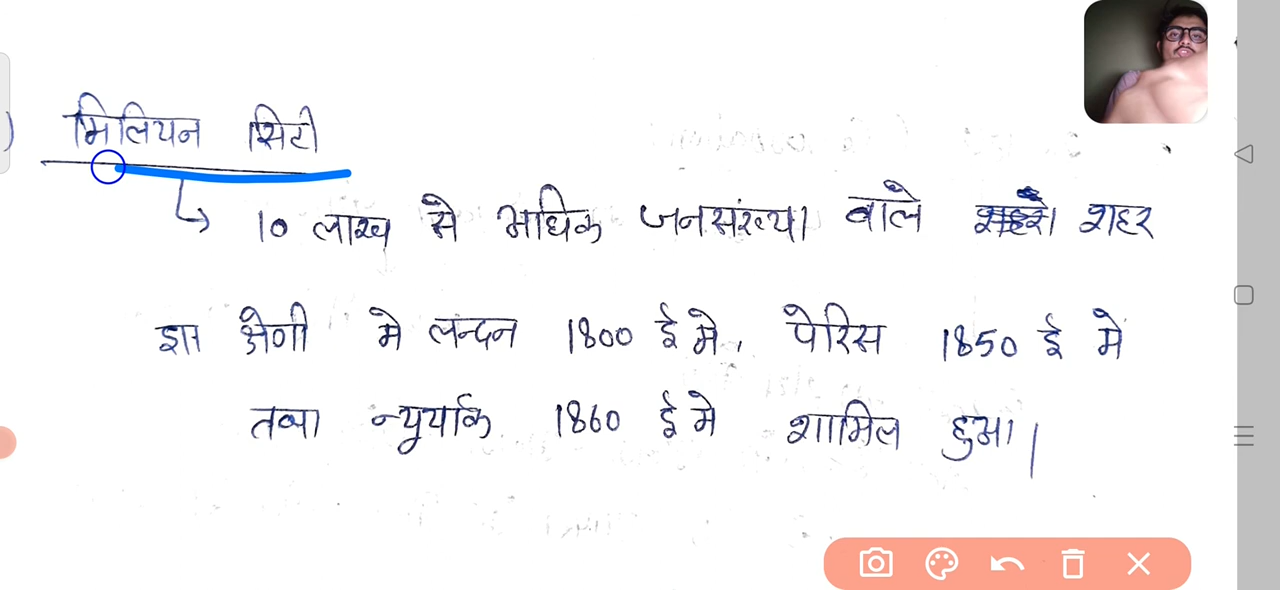 मिलियन सिटी
10 लाख से अधिक जनसंख्या वाले शहर
इस श्रेणी मे लन्दन 1800 ई मे, पेरिस 1850 ई मे
तथा न्यूयार्क 1860 ई मे शामिल हुआ।